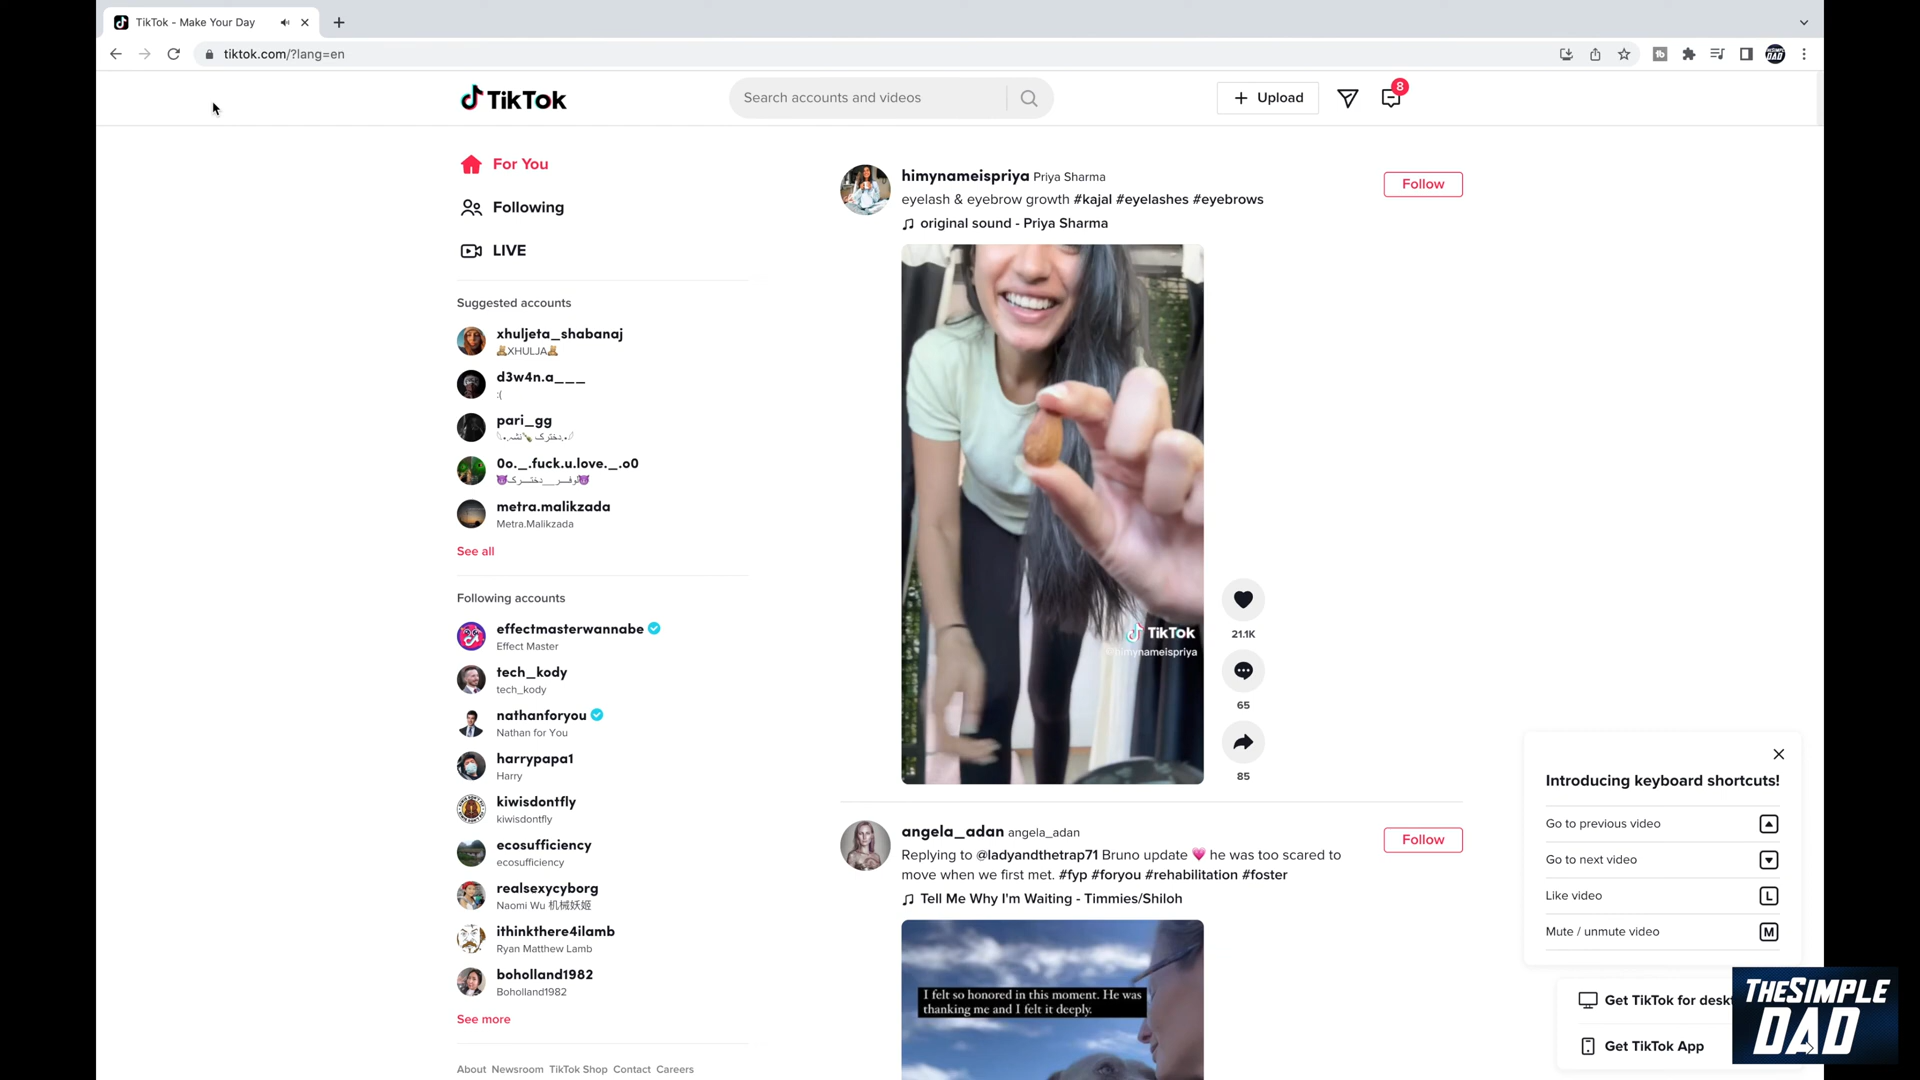 TikTok - Make Your Day
tiktok.com/?lang=en
TikTok
Search accounts and videos
Upload
8
For You
Following
LIVE
Suggested accounts
xhuljeta_shabanaj
🧸XHULJA🧸
d3w4n.a___
:(
pari_gg
0o._.fuck.u.love._.o0
metra.malikzada
Metra.Malikzada
See all
Following accounts
effectmasterwannabe
Effect Master
tech_kody
tech_kody
nathanforyou
Nathan for You
harrypapa1
Harry
kiwisdontfly
kiwisdontfly
ecosufficiency
ecosufficiency
realsexycyborg
Naomi Wu 机械妖姬
ithinkthere4ilamb
Ryan Matthew Lamb
boholland1982
Boholland1982
See more
About Newsroom TikTok Shop Contact Careers
himynameispriya Priya Sharma
eyelash & eyebrow growth #kajal #eyelashes #eyebrows
original sound - Priya Sharma
Follow
TikTok
@himynameispriya
21.1K
65
85
angela_adan angela_adan
Replying to @ladyandthetrap71 Bruno update 💗 he was too scared to
move when we first met. #fyp #foryou #rehabilitation #foster
Tell Me Why I'm Waiting - Timmies/Shiloh
Follow
I felt so honored in this moment. He was
thanking me and I felt it deeply.
Introducing keyboard shortcuts!
Go to previous video
Go to next video
Like video L
Mute / unmute video M
Get TikTok for
Get TikTok App
THE SIMPLE
DAD